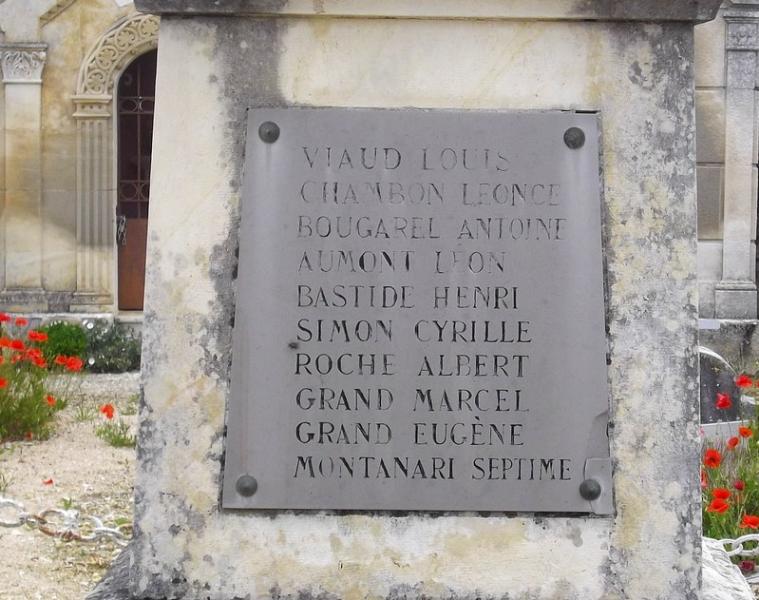 VIAUD LOUIS
CHAMBON LEONCE
BOUGAREL ANTOINE
AUMONT LÉON
BASTIDE HENRI
SIMON CYRILLE
ROCHE ALBERT
GRAND MARCEL
GRAND EUGÈNE
MONTANARI SEPTIME